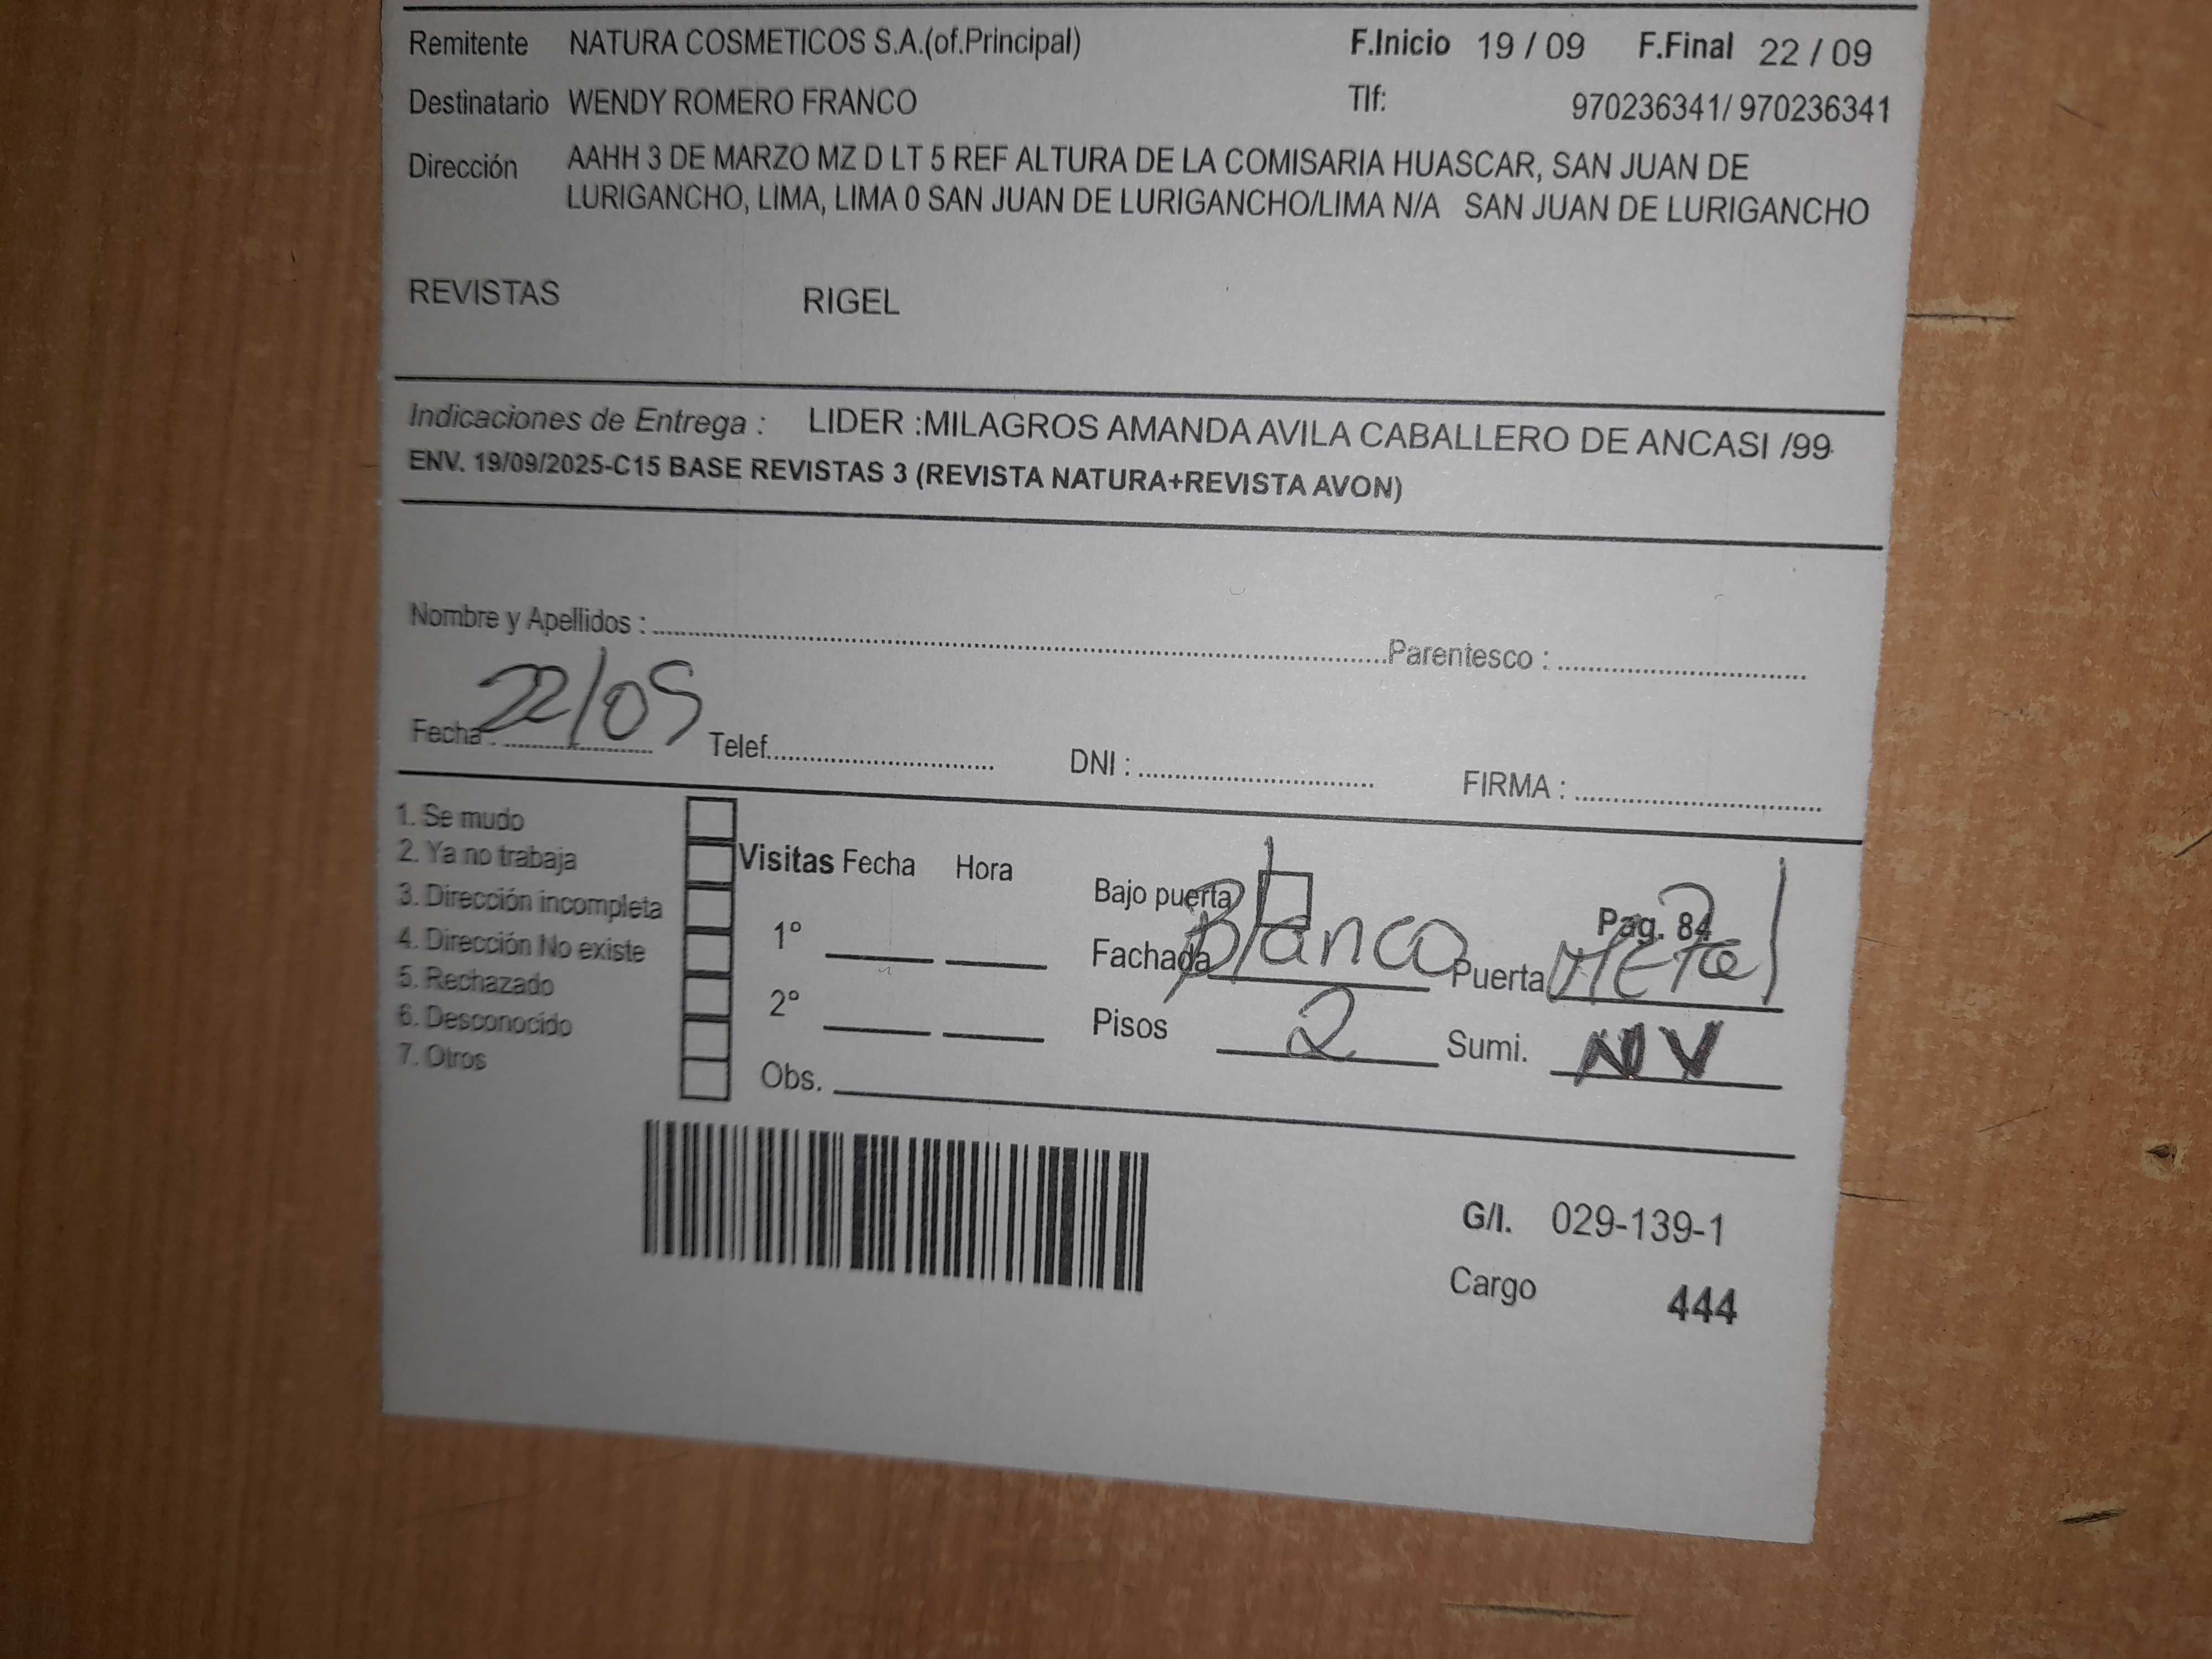 Remitente NATURA COSMETICOS S.A.(of.Principal) F.Inicio 19 / 09 F.Final 22 / 09
Destinatario WENDY ROMERO FRANCO Tlf: 970236341/ 970236341
Dirección AAHH 3 DE MARZO MZ D LT 5 REF ALTURA DE LA COMISARIA HUASCAR, SAN JUAN DE
LURIGANCHO, LIMA, LIMA 0 SAN JUAN DE LURIGANCHO/LIMA N/A SAN JUAN DE LURIGANCHO
REVISTAS RIGEL
Indicaciones de Entrega : LIDER :MILAGROS AMANDA AVILA CABALLERO DE ANCASI /99
ENV. 19/09/2025-C15 BASE REVISTAS 3 (REVISTA NATURA+REVISTA AVON)
Nombre y Apellidos : Parentesco :
Fecha : 22/09 Telef. DNI : FIRMA :
1. Se mudo
2. Ya no trabaja
3. Dirección incompleta
4. Dirección No existe
5. Rechazado
6. Desconocido
7. Otros
Visitas Fecha Hora
1°
2°
Obs.
Bajo puerta Pag. 84
Fachada Blanco Puerta Metal
Pisos 2 Sumi. NV
G/I. 029-139-1
Cargo 444